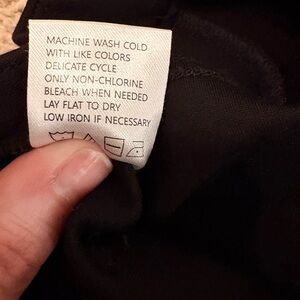 MACHINE WASH COLD
WITH LIKE COLORS
DELICATE CYCLE
ONLY NON-CHLORINE
BLEACH WHEN NEEDED
LAY FLAT TO DRY
LOW IRON IF NECESSARY